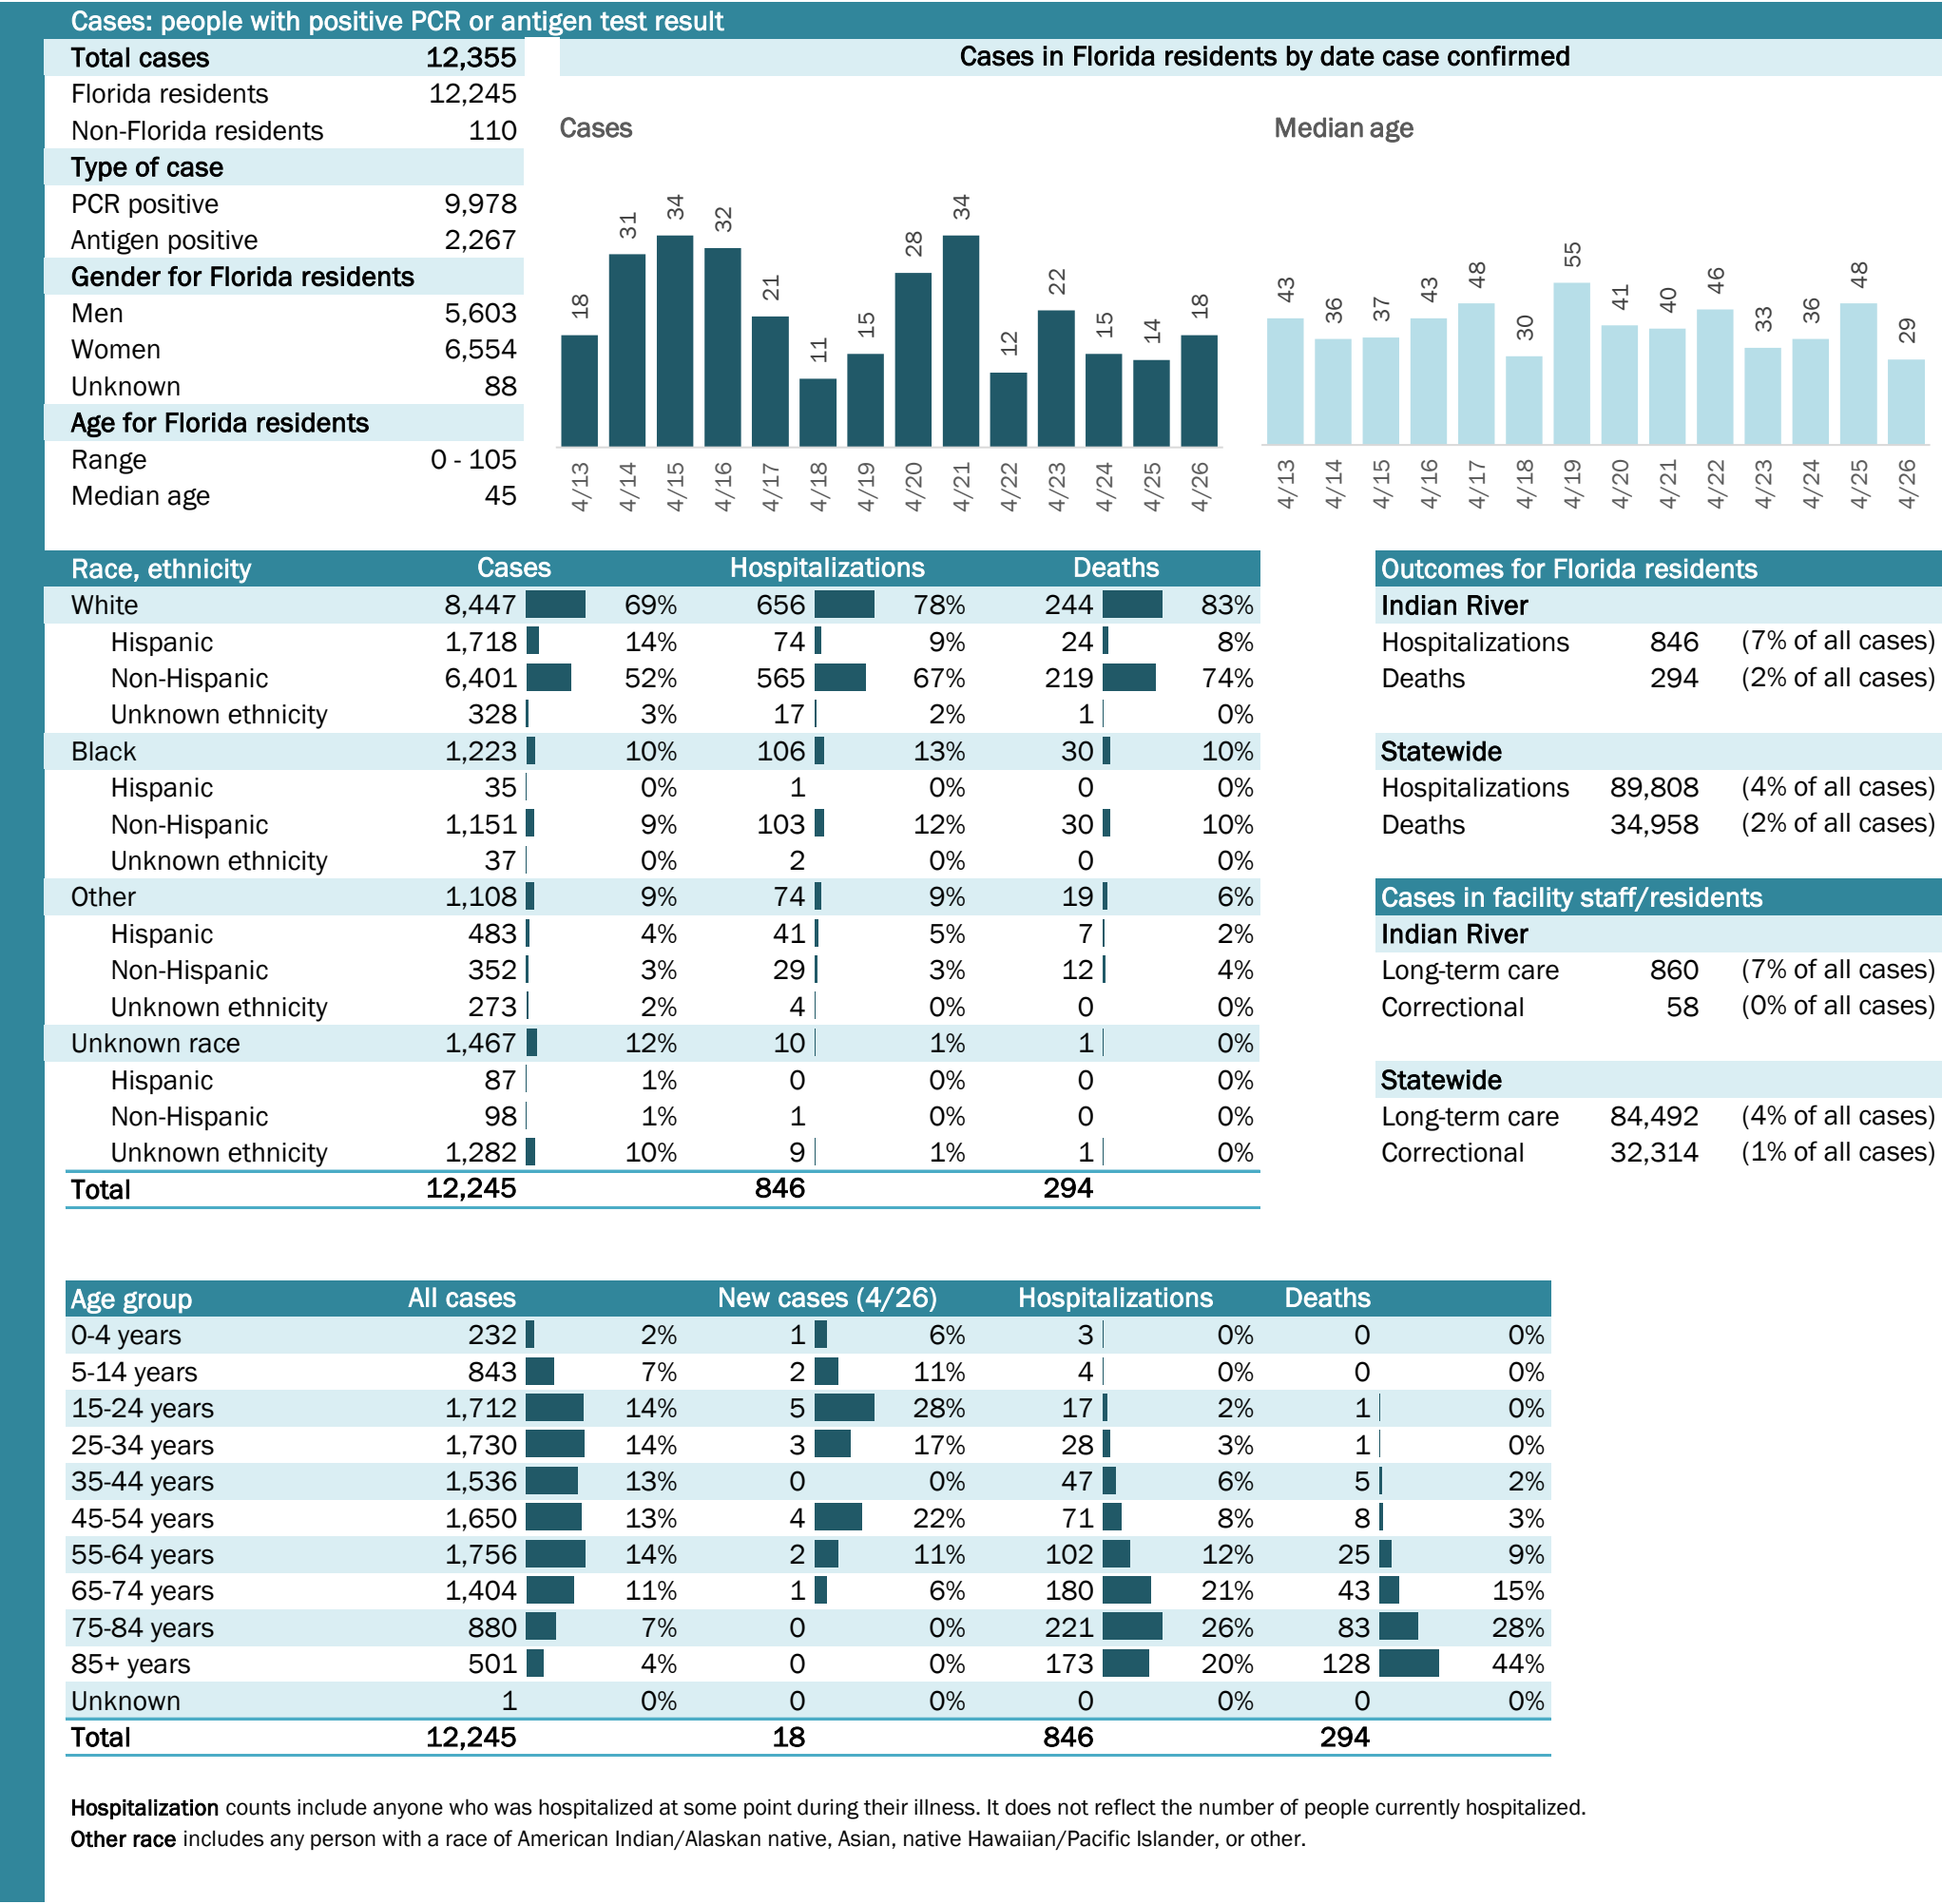 Cases: people with positive PCR or antigen test result
Total cases 12,355
Florida residents 12,245
Non-Florida residents 110
Type of case
PCR positive 9,978
Antigen positive 2,267
Gender for Florida residents
Men 5,603
Women 6,554
Unknown 88
Age for Florida residents
Range 0 - 105
Median age 45
Cases in Florida residents by date case confirmed
Cases
18 31 34 32 21 11 15 28 34 12 22 15 14 18
4/13 4/14 4/15 4/16 4/17 4/18 4/19 4/20 4/21 4/22 4/23 4/24 4/25 4/26
Median age
43 36 37 43 48 30 55 41 40 46 33 36 48 29
4/13 4/14 4/15 4/16 4/17 4/18 4/19 4/20 4/21 4/22 4/23 4/24 4/25 4/26
Race, ethnicity Cases Hospitalizations Deaths
White 8,447 69% 656 78% 244 83%
Hispanic 1,718 14% 74 9% 24 8%
Non-Hispanic 6,401 52% 565 67% 219 74%
Unknown ethnicity 328 3% 17 2% 1 0%
Black 1,223 10% 106 13% 30 10%
Hispanic 35 0% 1 0% 0 0%
Non-Hispanic 1,151 9% 103 12% 30 10%
Unknown ethnicity 37 0% 2 0% 0 0%
Other 1,108 9% 74 9% 19 6%
Hispanic 483 4% 41 5% 7 2%
Non-Hispanic 352 3% 29 3% 12 4%
Unknown ethnicity 273 2% 4 0% 0 0%
Unknown race 1,467 12% 10 1% 1 0%
Hispanic 87 1% 0 0% 0 0%
Non-Hispanic 98 1% 1 0% 0 0%
Unknown ethnicity 1,282 10% 9 1% 1 0%
Total 12,245 846 294
Outcomes for Florida residents
Indian River
Hospitalizations 846 (7% of all cases)
Deaths 294 (2% of all cases)
Statewide
Hospitalizations 89,808 (4% of all cases)
Deaths 34,958 (2% of all cases)
Cases in facility staff/residents
Indian River
Long-term care 860 (7% of all cases)
Correctional 58 (0% of all cases)
Statewide
Long-term care 84,492 (4% of all cases)
Correctional 32,314 (1% of all cases)
Age group All cases New cases (4/26) Hospitalizations Deaths
0-4 years 232 2% 1 6% 3 0% 0 0%
5-14 years 843 7% 2 11% 4 0% 0 0%
15-24 years 1,712 14% 5 28% 17 2% 1 0%
25-34 years 1,730 14% 3 17% 28 3% 1 0%
35-44 years 1,536 13% 0 0% 47 6% 5 2%
45-54 years 1,650 13% 4 22% 71 8% 8 3%
55-64 years 1,756 14% 2 11% 102 12% 25 9%
65-74 years 1,404 11% 1 6% 180 21% 43 15%
75-84 years 880 7% 0 0% 221 26% 83 28%
85+ years 501 4% 0 0% 173 20% 128 44%
Unknown 1 0% 0 0% 0 0% 0 0%
Total 12,245 18 846 294
Hospitalization counts include anyone who was hospitalized at some point during their illness. It does not reflect the number of people currently hospitalized.
Other race includes any person with a race of American Indian/Alaskan native, Asian, native Hawaiian/Pacific Islander, or other.